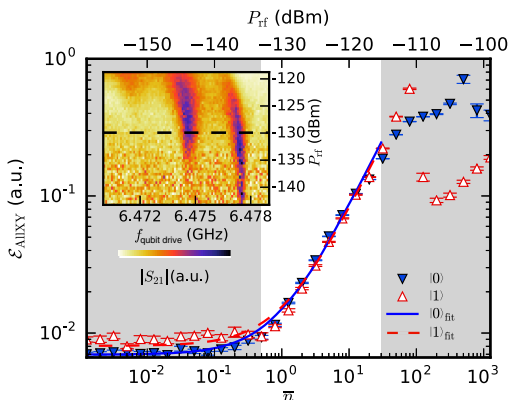 P_rf (dBm)
−150 −140 −130 −120 −110 −100
10^0
10^−1
10^−2
ℰ_AllXY (a.u.)
−120
−125
−130
−135
−140
P_rf (dBm)
6.472 6.475 6.478
f_qubit drive (GHz)
|S_21|(a.u.)
|0⟩
|1⟩
|0⟩_fit
|1⟩_fit
10^−2 10^−1 10^0 10^1 10^2 10^3
n̅